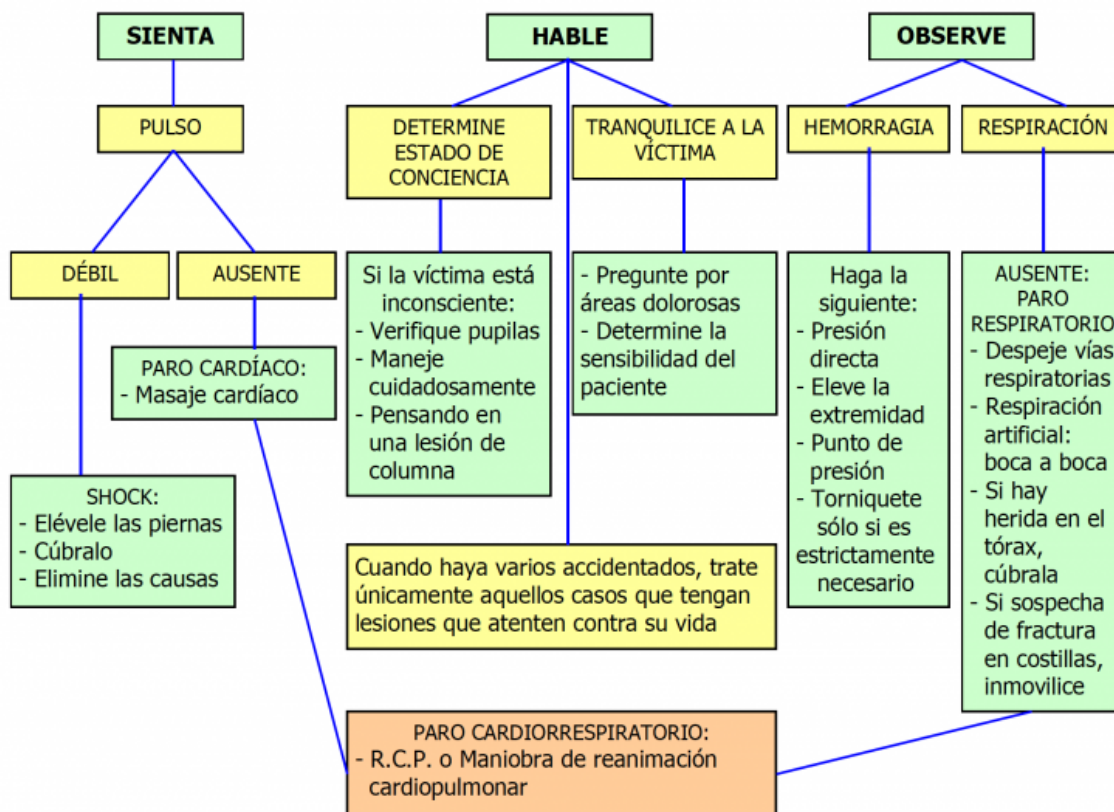 SIENTA
HABLE
OBSERVE
PULSO
DETERMINE
ESTADO DE
CONCIENCIA
TRANQUILICE A LA
VÍCTIMA
HEMORRAGIA
RESPIRACIÓN
DÉBIL
AUSENTE
PARO CARDÍACO:
- Masaje cardíaco
SHOCK:
- Elévele las piernas
- Cúbralo
- Elimine las causas
Si la víctima está
inconsciente:
- Verifique pupilas
- Maneje
cuidadosamente
- Pensando en
una lesión de
columna
- Pregunte por
áreas dolorosas
- Determine la
sensibilidad del
paciente
Haga la
siguiente:
- Presión
directa
- Eleve la
extremidad
- Punto de
presión
- Torniquete
sólo si es
estrictamente
necesario
AUSENTE:
PARO
RESPIRATORIO
- Despeje vías
respiratorias
- Respiración
artificial:
boca a boca
- Si hay
herida en el
tórax,
cúbrala
- Si sospecha
de fractura
en costillas,
inmovilice
Cuando haya varios accidentados, trate
únicamente aquellos casos que tengan
lesiones que atenten contra su vida
PARO CARDIORRESPIRATORIO:
- R.C.P. o Maniobra de reanimación
cardiopulmonar